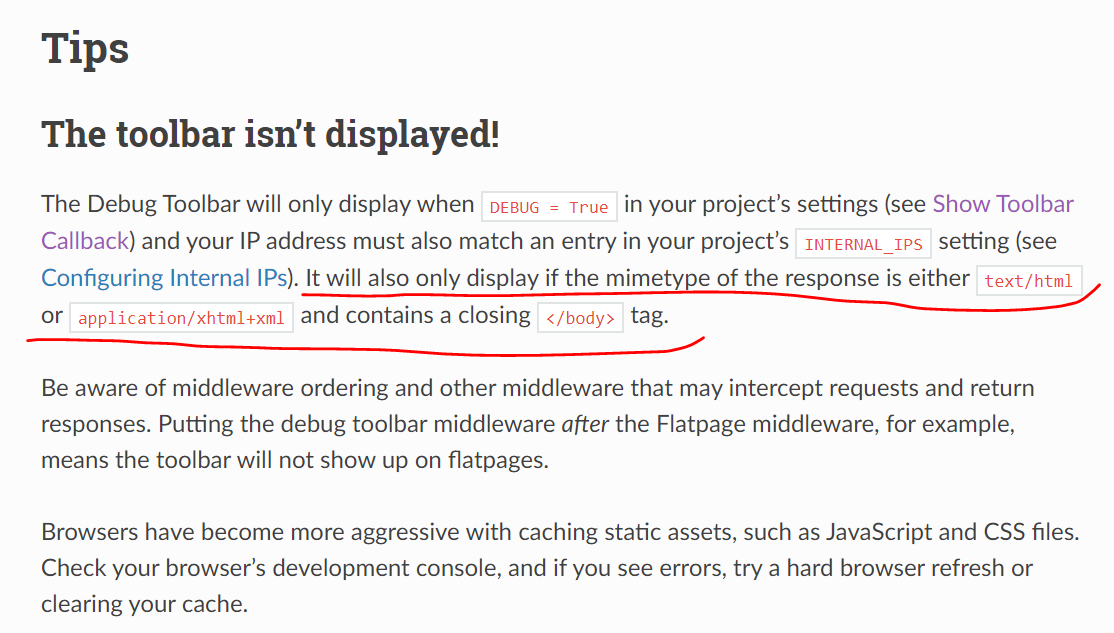 Tips
The toolbar isn’t displayed!
The Debug Toolbar will only display when DEBUG = True in your project’s settings (see Show Toolbar
Callback) and your IP address must also match an entry in your project’s INTERNAL_IPS setting (see
Configuring Internal IPs). It will also only display if the mimetype of the response is either text/html
or application/xhtml+xml and contains a closing </body> tag.
Be aware of middleware ordering and other middleware that may intercept requests and return
responses. Putting the debug toolbar middleware after the Flatpage middleware, for example,
means the toolbar will not show up on flatpages.
Browsers have become more aggressive with caching static assets, such as JavaScript and CSS files.
Check your browser’s development console, and if you see errors, try a hard browser refresh or
clearing your cache.